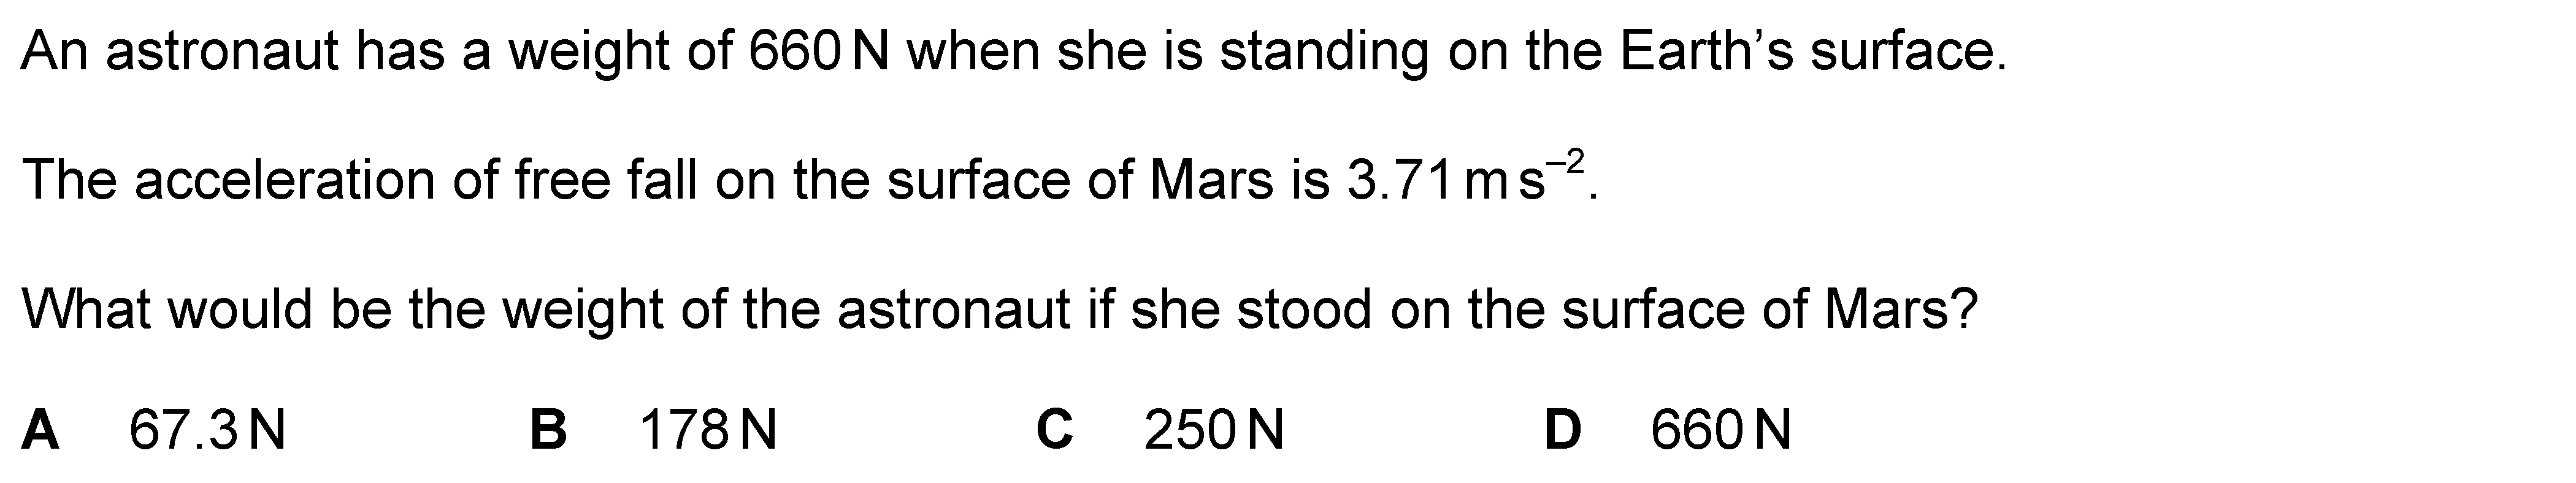 An astronaut has a weight of 660 N when she is standing on the Earth’s surface.
The acceleration of free fall on the surface of Mars is 3.71 m s⁻².
What would be the weight of the astronaut if she stood on the surface of Mars?
A 67.3 N B 178 N C 250 N D 660 N